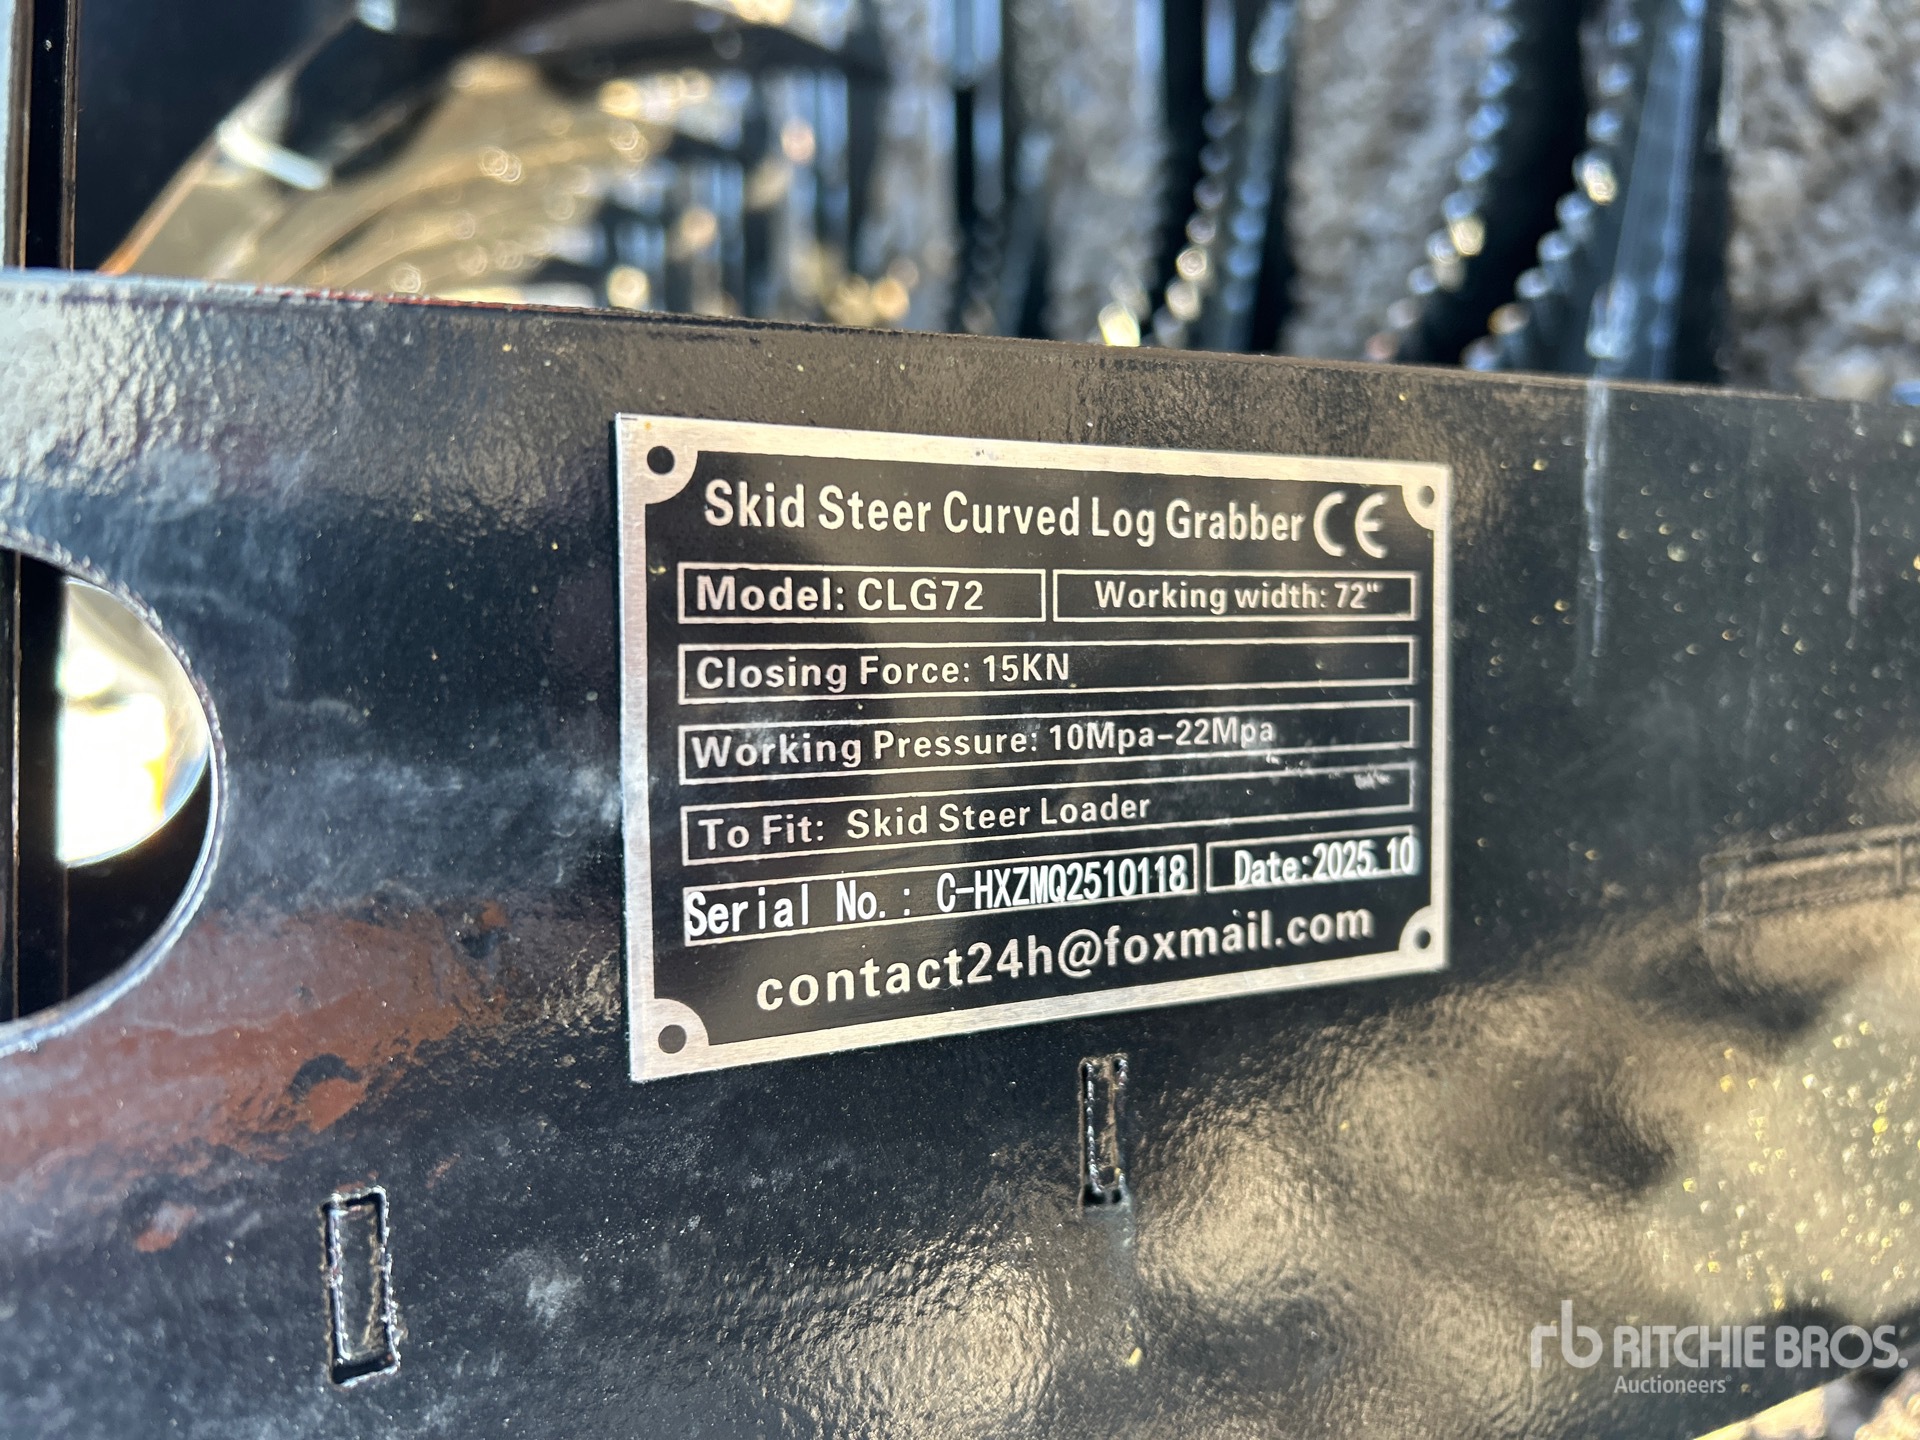 Skid Steer Curved Log Grabber CE
Model: CLG72 Working width: 72"
Closing Force: 15KN
Working Pressure: 10Mpa-22Mpa
To Fit: Skid Steer Loader
Serial No.: C-HXZMQ2510118 Date:2025.10
contact24h@foxmail.com
rb RITCHIE BROS.
Auctioneers